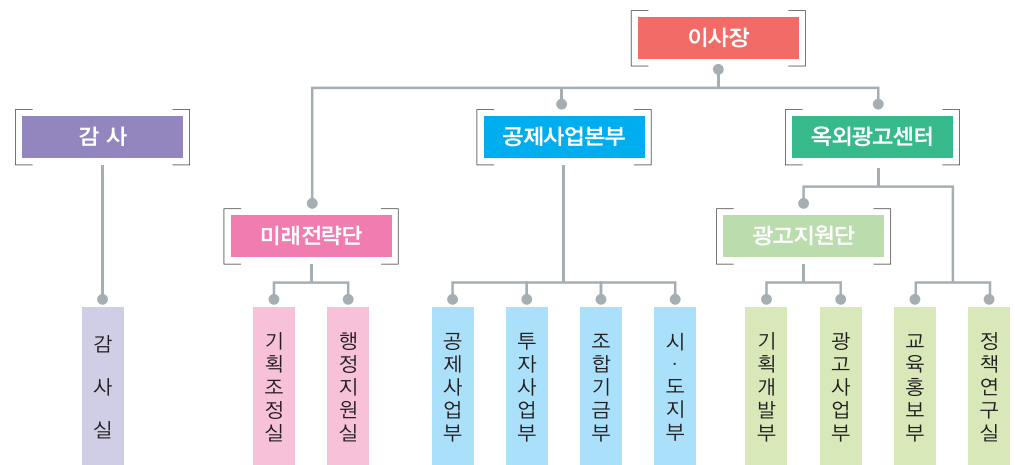 이사장
감 사
공제사업본부
옥외광고센터
미래전략단
광고지원단
감사실
기획조정실
행정지원실
공제사업부
투자사업부
조합기금부
시·도지부
기획개발부
광고사업부
교육홍보부
정책연구실